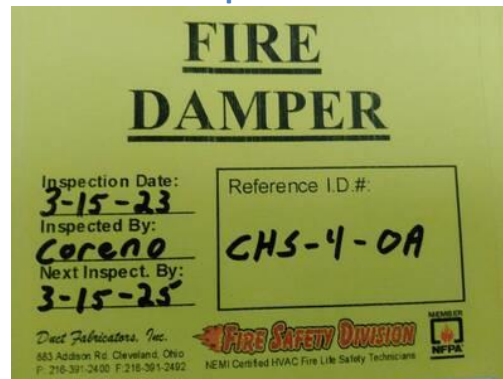 FIRE
DAMPER
Inspection Date:
3-15-23
Inspected By:
Coreno
Next Inspect. By:
3-15-25
Reference I.D.#:
CHS-4-OA
Duct Fabricators, Inc.
883 Addison Rd. Cleveland, Ohio
P: 216-391-2400 F:216-391-2492
FIRE SAFETY DIVISION
NEMI Certified HVAC Fire Life Safety Technicians
MEMBER
NFPA